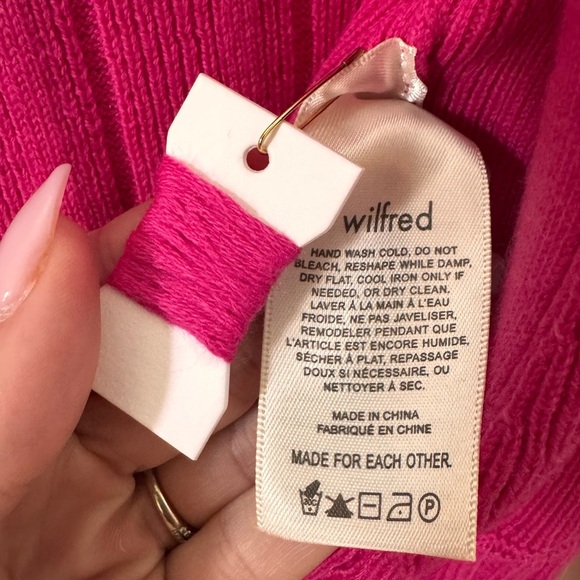 wilfred
HAND WASH COLD, DO NOT
BLEACH, RESHAPE WHILE DAMP,
DRY FLAT, COOL IRON ONLY IF
NEEDED, OR DRY CLEAN.
LAVER À LA MAIN À L'EAU
FROIDE, NE PAS JAVELISER,
REMODELER PENDANT QUE
L'ARTICLE EST ENCORE HUMIDE,
SÉCHER À PLAT, REPASSAGE
DOUX SI NÉCESSAIRE, OU
NETTOYER À SEC.
MADE IN CHINA
FABRIQUÉ EN CHINE
MADE FOR EACH OTHER.
30C P